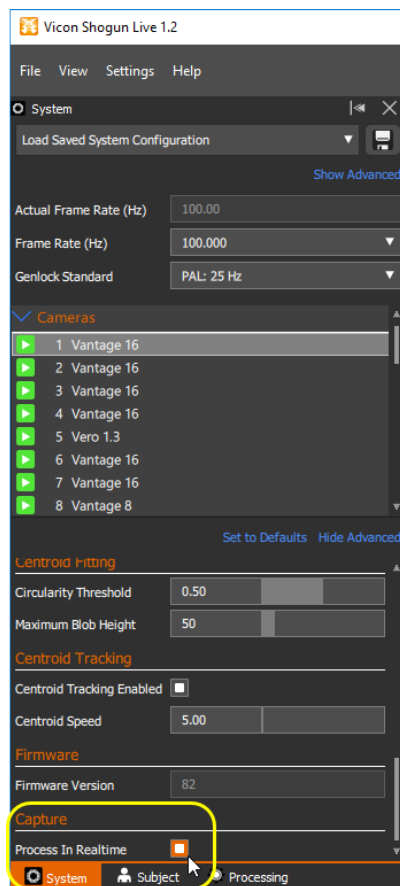 Vicon Shogun Live 1.2
File View Settings Help
System
Load Saved System Configuration
Show Advanced
Actual Frame Rate (Hz) 100.00
Frame Rate (Hz) 100.000
Genlock Standard PAL: 25 Hz
Cameras
1 Vantage 16
2 Vantage 16
3 Vantage 16
4 Vantage 16
5 Vero 1.3
6 Vantage 16
7 Vantage 16
8 Vantage 8
Set to Defaults Hide Advanced
Centroid Fitting
Circularity Threshold 0.50
Maximum Blob Height 50
Centroid Tracking
Centroid Tracking Enabled
Centroid Speed 5.00
Firmware
Firmware Version 82
Capture
Process In Realtime
System Subject Processing